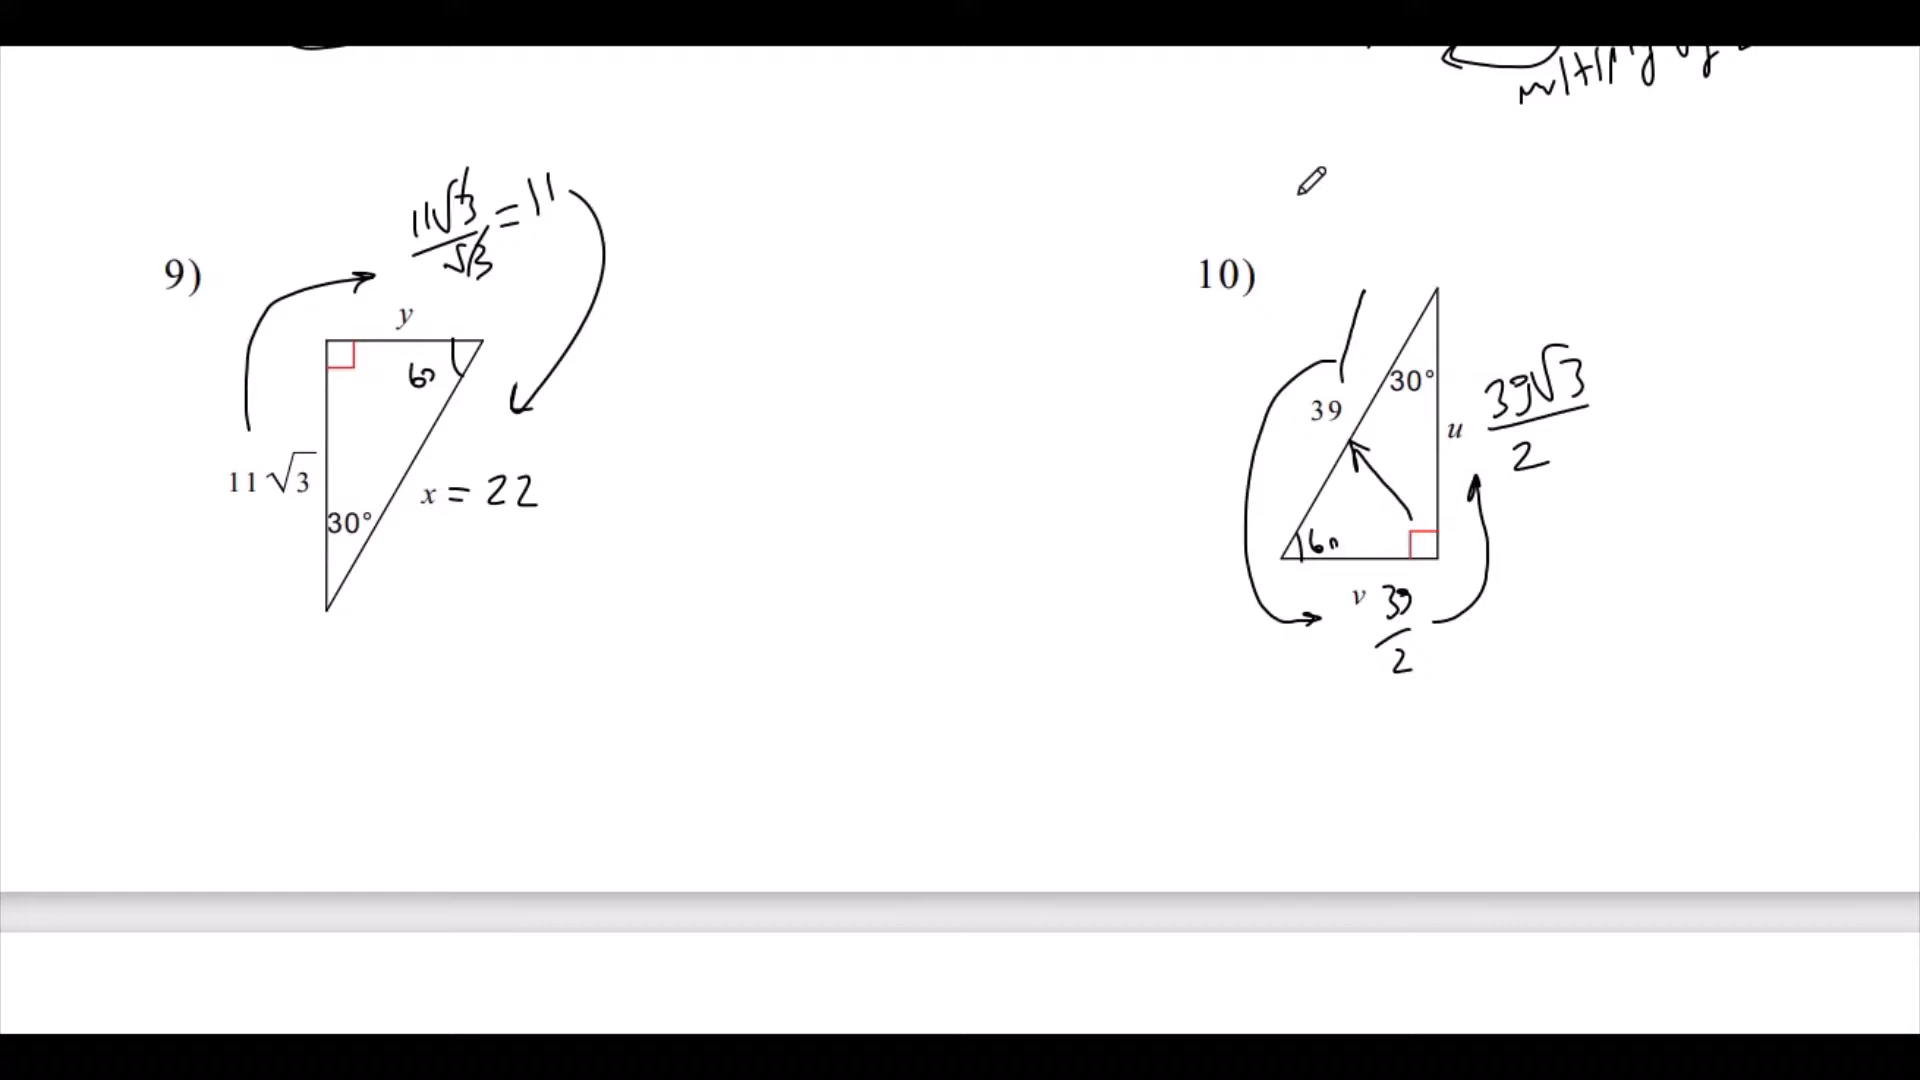 multiply by
9)
11√3/√3 = 11
y
60
11√3
30°
x = 22
10)
30°
39
u 39√3/2
60
v 39/2